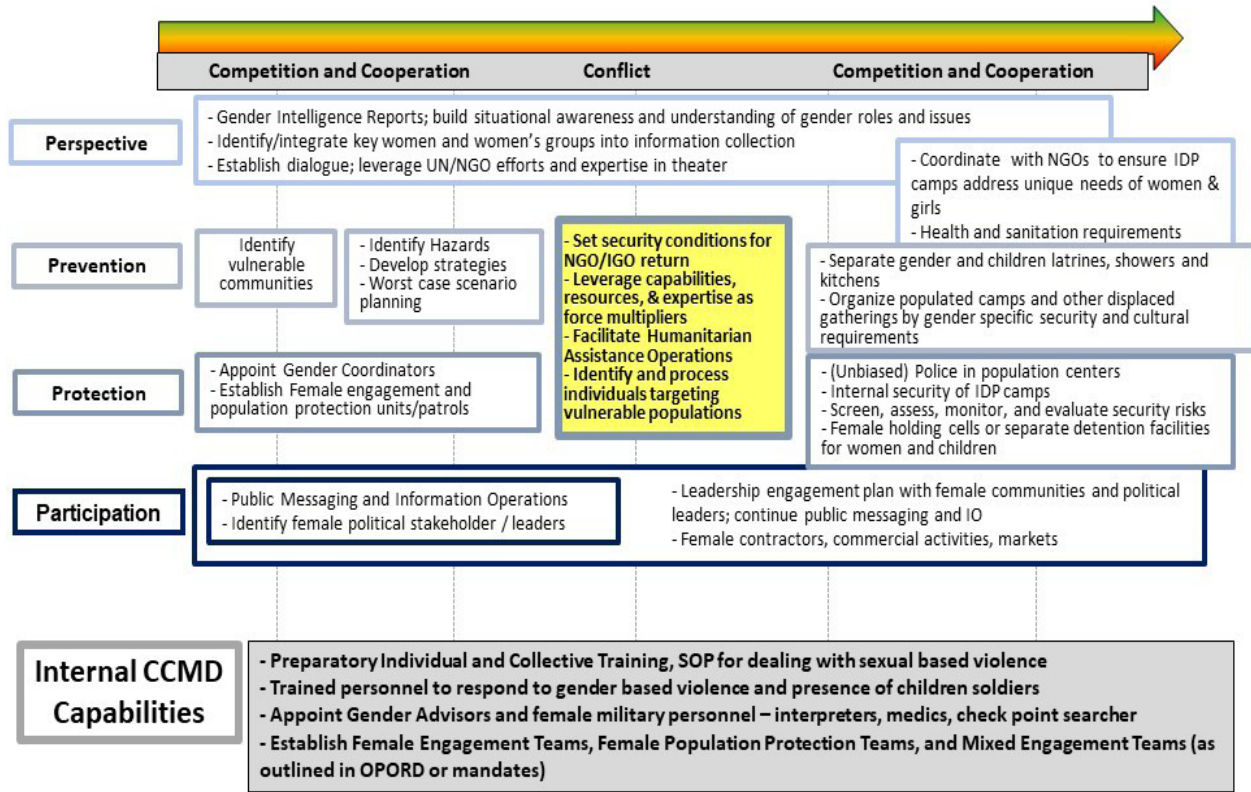 Competition and Cooperation
Conflict
Competition and Cooperation
Perspective
- Gender Intelligence Reports; build situational awareness and understanding of gender roles and issues
- Identify/integrate key women and women's groups into information collection
- Establish dialogue; leverage UN/NGO efforts and expertise in theater
- Coordinate with NGOs to ensure IDP
camps address unique needs of women &
girls
- Health and sanitation requirements
Prevention
Identify
vulnerable
communities
- Identify Hazards
- Develop strategies
- Worst case scenario
planning
- Set security conditions for
NGO/IGO return
- Leverage capabilities,
resources, & expertise as
force multipliers
- Facilitate Humanitarian
Assistance Operations
- Identify and process
individuals targeting
vulnerable populations
- Separate gender and children latrines, showers and
kitchens
- Organize populated camps and other displaced
gatherings by gender specific security and cultural
requirements
Protection
- Appoint Gender Coordinators
- Establish Female engagement and
population protection units/patrols
- (Unbiased) Police in population centers
- Internal security of IDP camps
- Screen, assess, monitor, and evaluate security risks
- Female holding cells or separate detention facilities
for women and children
Participation
- Public Messaging and Information Operations
- Identify female political stakeholder / leaders
- Leadership engagement plan with female communities and political
leaders; continue public messaging and IO
- Female contractors, commercial activities, markets
Internal CCMD
Capabilities
- Preparatory Individual and Collective Training, SOP for dealing with sexual based violence
- Trained personnel to respond to gender based violence and presence of children soldiers
- Appoint Gender Advisors and female military personnel – interpreters, medics, check point searcher
- Establish Female Engagement Teams, Female Population Protection Teams, and Mixed Engagement Teams (as
outlined in OPORD or mandates)